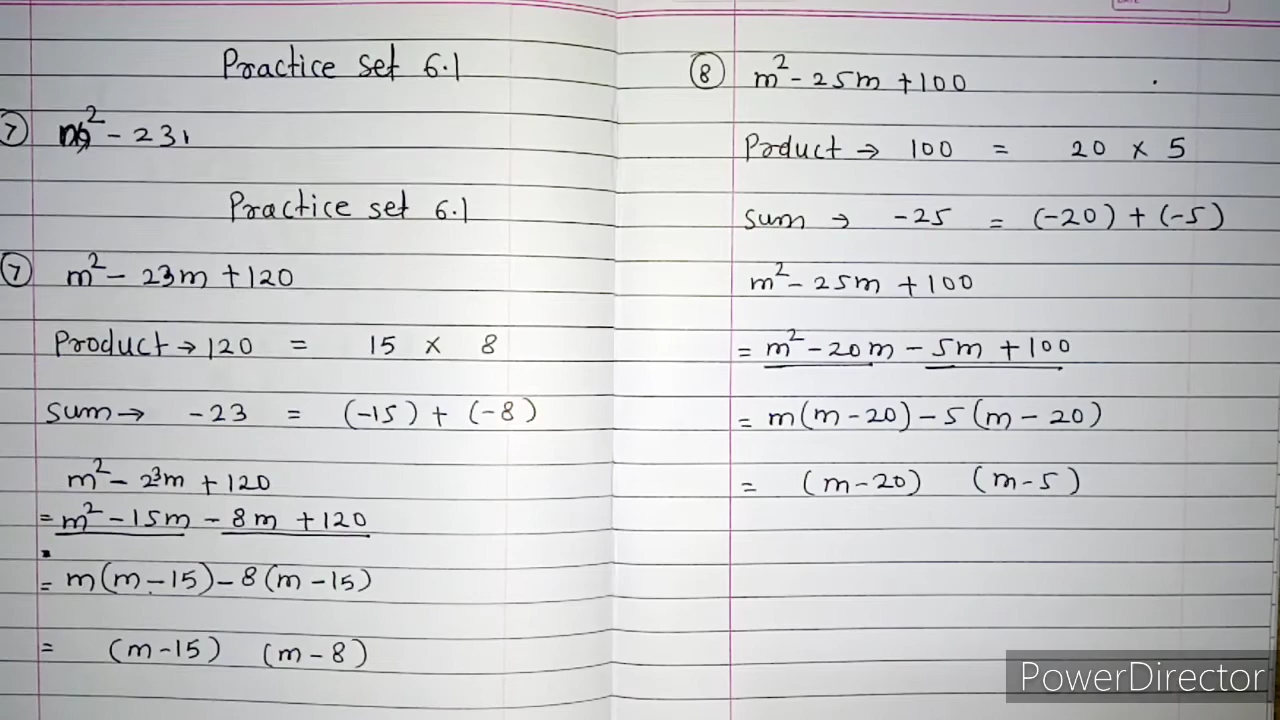 Practice set 6.1
⑦ m² - 23
Practice set 6.1
⑦ m² - 23m + 120
Product → 120 = 15 × 8
sum → -23 = (-15) + (-8)
m² - 23m + 120
= m² - 15m - 8m + 120
= m(m - 15) - 8(m - 15)
= (m - 15) (m - 8)
⑧ m² - 25m + 100
Prduct → 100 = 20 × 5
sum → -25 = (-20) + (-5)
m² - 25m + 100
= m² - 20m - 5m + 100
= m(m - 20) - 5(m - 20)
= (m - 20) (m - 5)
PowerDirector